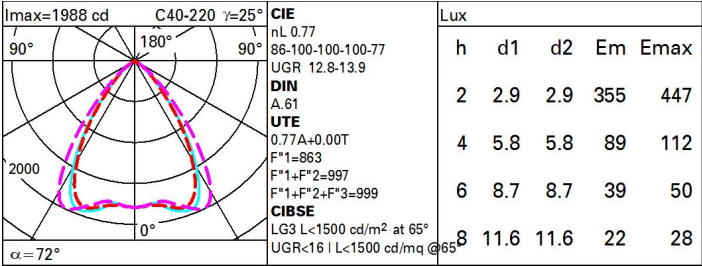 Imax=1988 cd C40-220 γ=25°
90° 180° 90°
2000
0°
α=72°
CIE
nL 0.77
86-100-100-100-77
UGR 12.8-13.9
DIN
A.61
UTE
0.77A+0.00T
F"1=863
F"1+F"2=997
F"1+F"2+F"3=999
CIBSE
LG3 L<1500 cd/m² at 65°
UGR<16 | L<1500 cd/mq @65°
Lux
h d1 d2 Em Emax
2 2.9 2.9 355 447
4 5.8 5.8 89 112
6 8.7 8.7 39 50
8 11.6 11.6 22 28